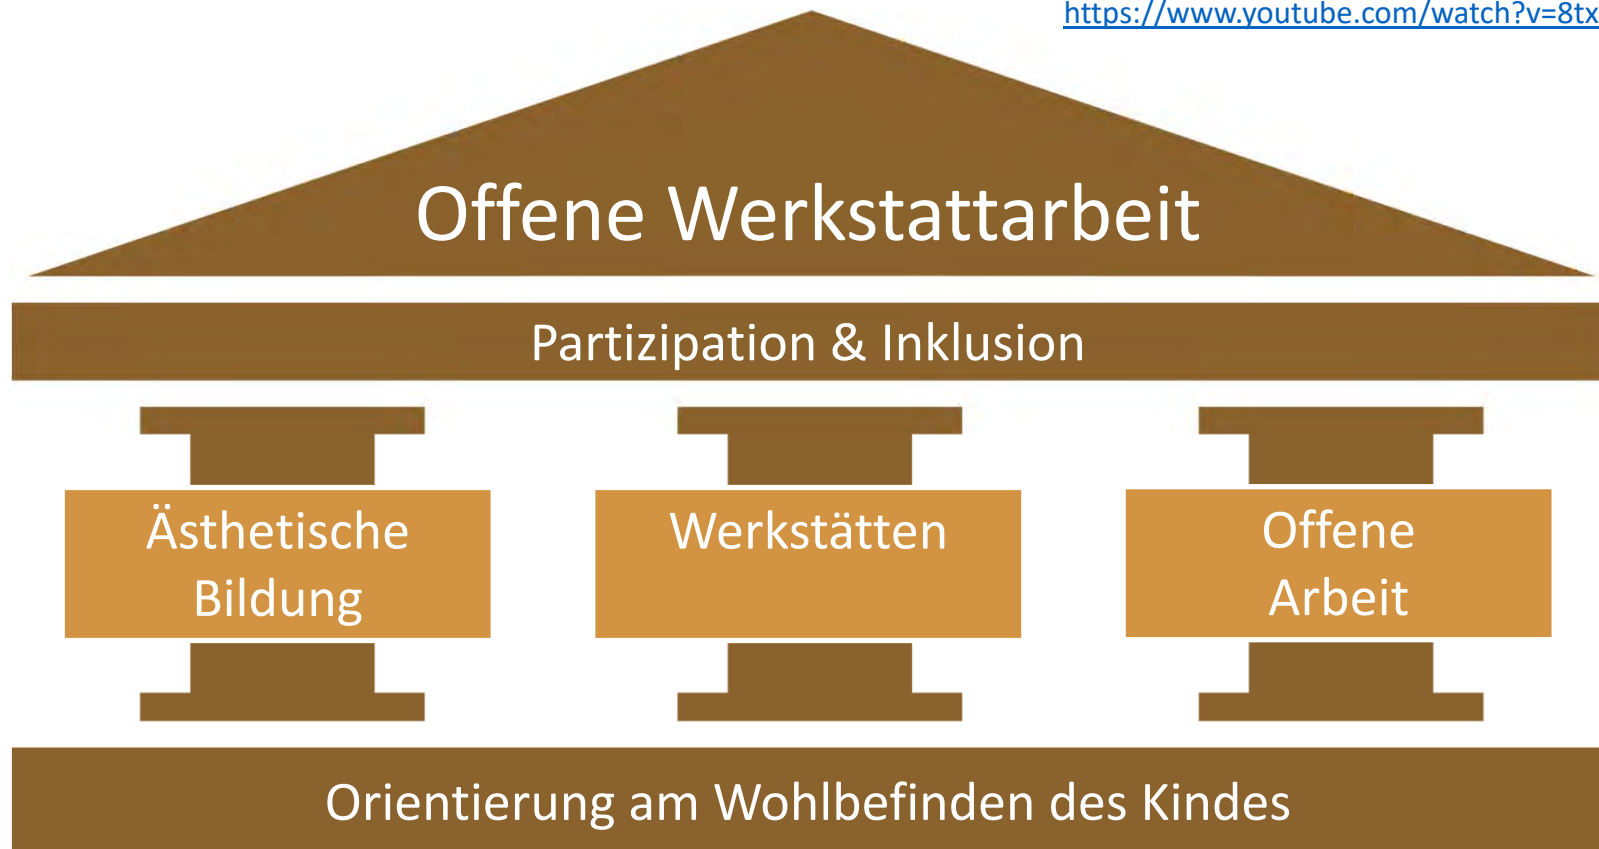 https://www.youtube.com/watch?v=8tx
Offene Werkstattarbeit
Partizipation & Inklusion
Ästhetische
Bildung
Werkstätten
Offene
Arbeit
Orientierung am Wohlbefinden des Kindes